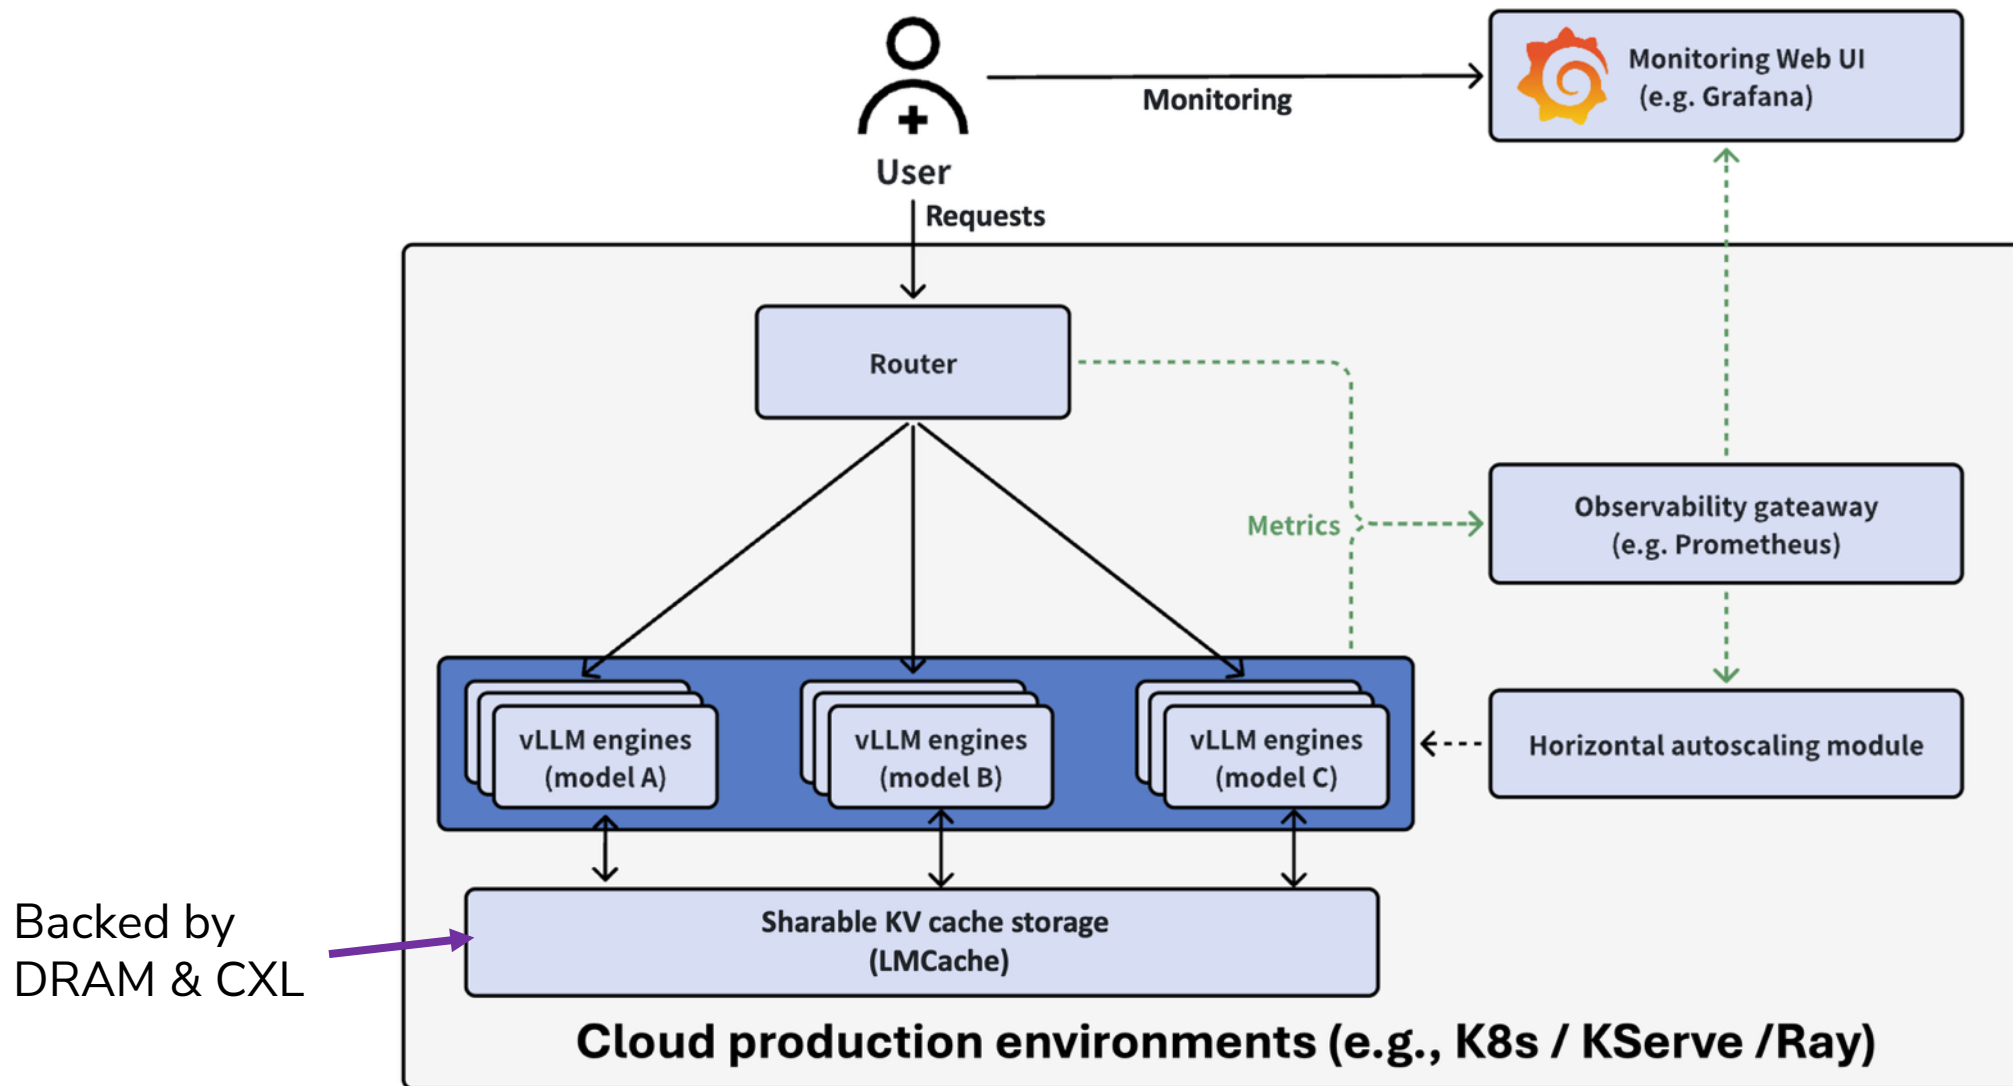 User
Monitoring
Monitoring Web UI
(e.g. Grafana)
Requests
Router
Metrics
Observability gateaway
(e.g. Prometheus)
vLLM engines
(model A)
vLLM engines
(model B)
vLLM engines
(model C)
Horizontal autoscaling module
Backed by
DRAM & CXL
Sharable KV cache storage
(LMCache)
Cloud production environments (e.g., K8s / KServe /Ray)